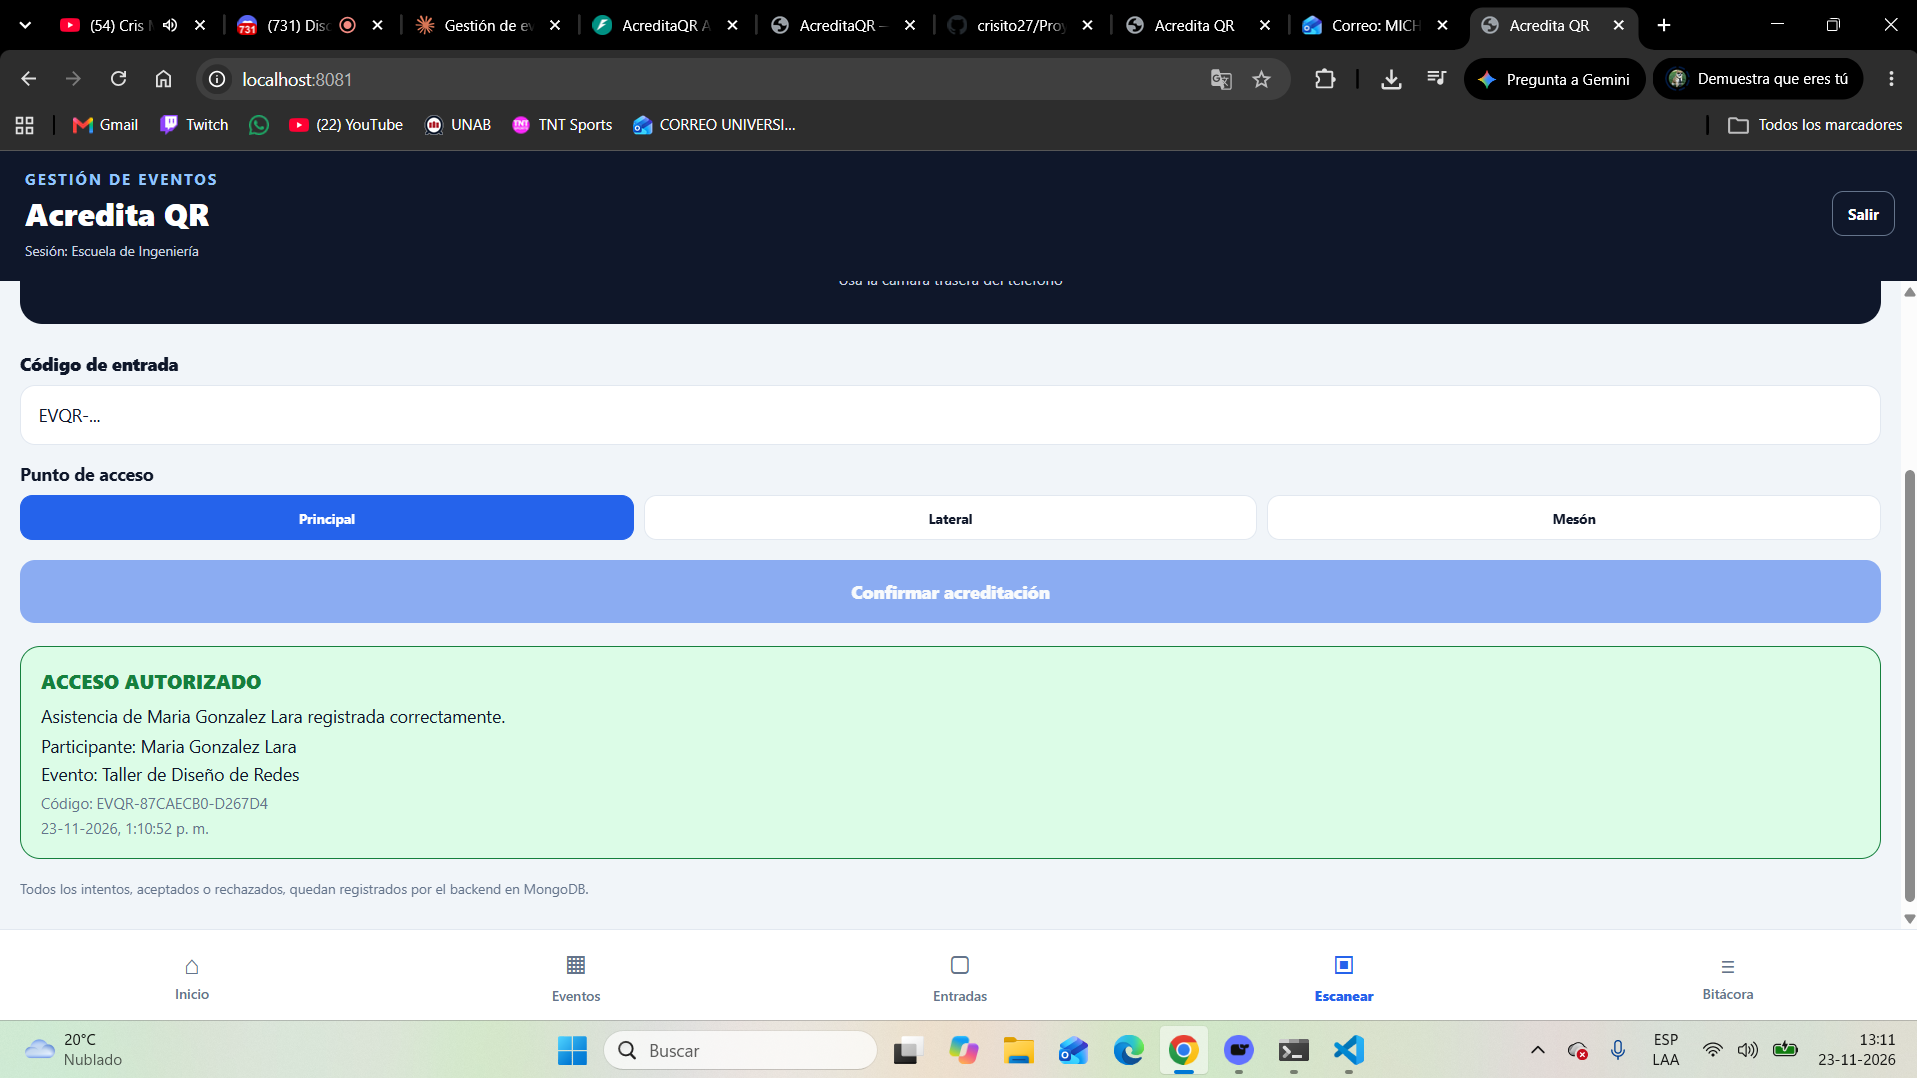 (54) Cris M
(731) Disc
Gestión de ev
AcreditaQR A
AcreditaQR –
crisito27/Proy
Acredita QR
Correo: MICH
Acredita QR
localhost:8081
Pregunta a Gemini
Demuestra que eres tú
Gmail
Twitch
(22) YouTube
UNAB
TNT Sports
CORREO UNIVERSI...
Todos los marcadores
GESTIÓN DE EVENTOS
Acredita QR
Sesión: Escuela de Ingeniería
Salir
Usa la cámara trasera del teléfono
Código de entrada
EVQR-...
Punto de acceso
Principal
Lateral
Mesón
Confirmar acreditación
ACCESO AUTORIZADO
Asistencia de Maria Gonzalez Lara registrada correctamente.
Participante: Maria Gonzalez Lara
Evento: Taller de Diseño de Redes
Código: EVQR-87CAECB0-D267D4
23-11-2026, 1:10:52 p. m.
Todos los intentos, aceptados o rechazados, quedan registrados por el backend en MongoDB.
Inicio
Eventos
Entradas
Escanear
Bitácora
20°C
Nublado
Buscar
ESP
LAA
13:11
23-11-2026